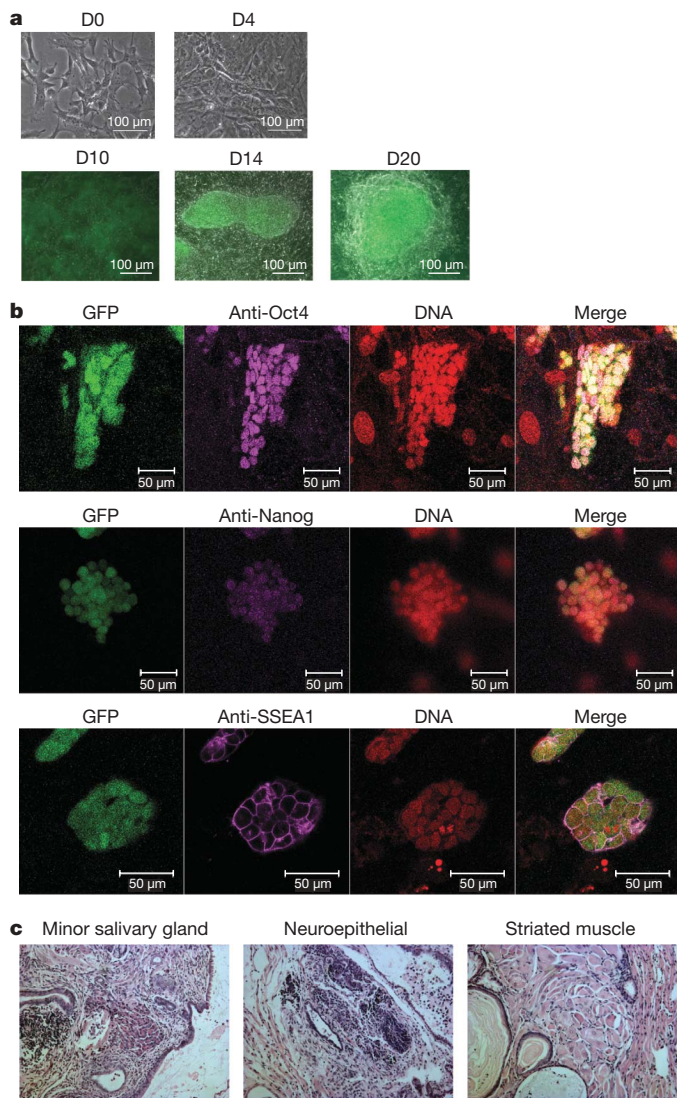 a
D0 D4
100 µm 100 µm
D10 D14 D20
100 µm 100 µm 100 µm
b
GFP Anti-Oct4 DNA Merge
50 µm 50 µm 50 µm 50 µm
GFP Anti-Nanog DNA Merge
50 µm 50 µm 50 µm 50 µm
GFP Anti-SSEA1 DNA Merge
50 µm 50 µm 50 µm 50 µm
c
Minor salivary gland Neuroepithelial Striated muscle